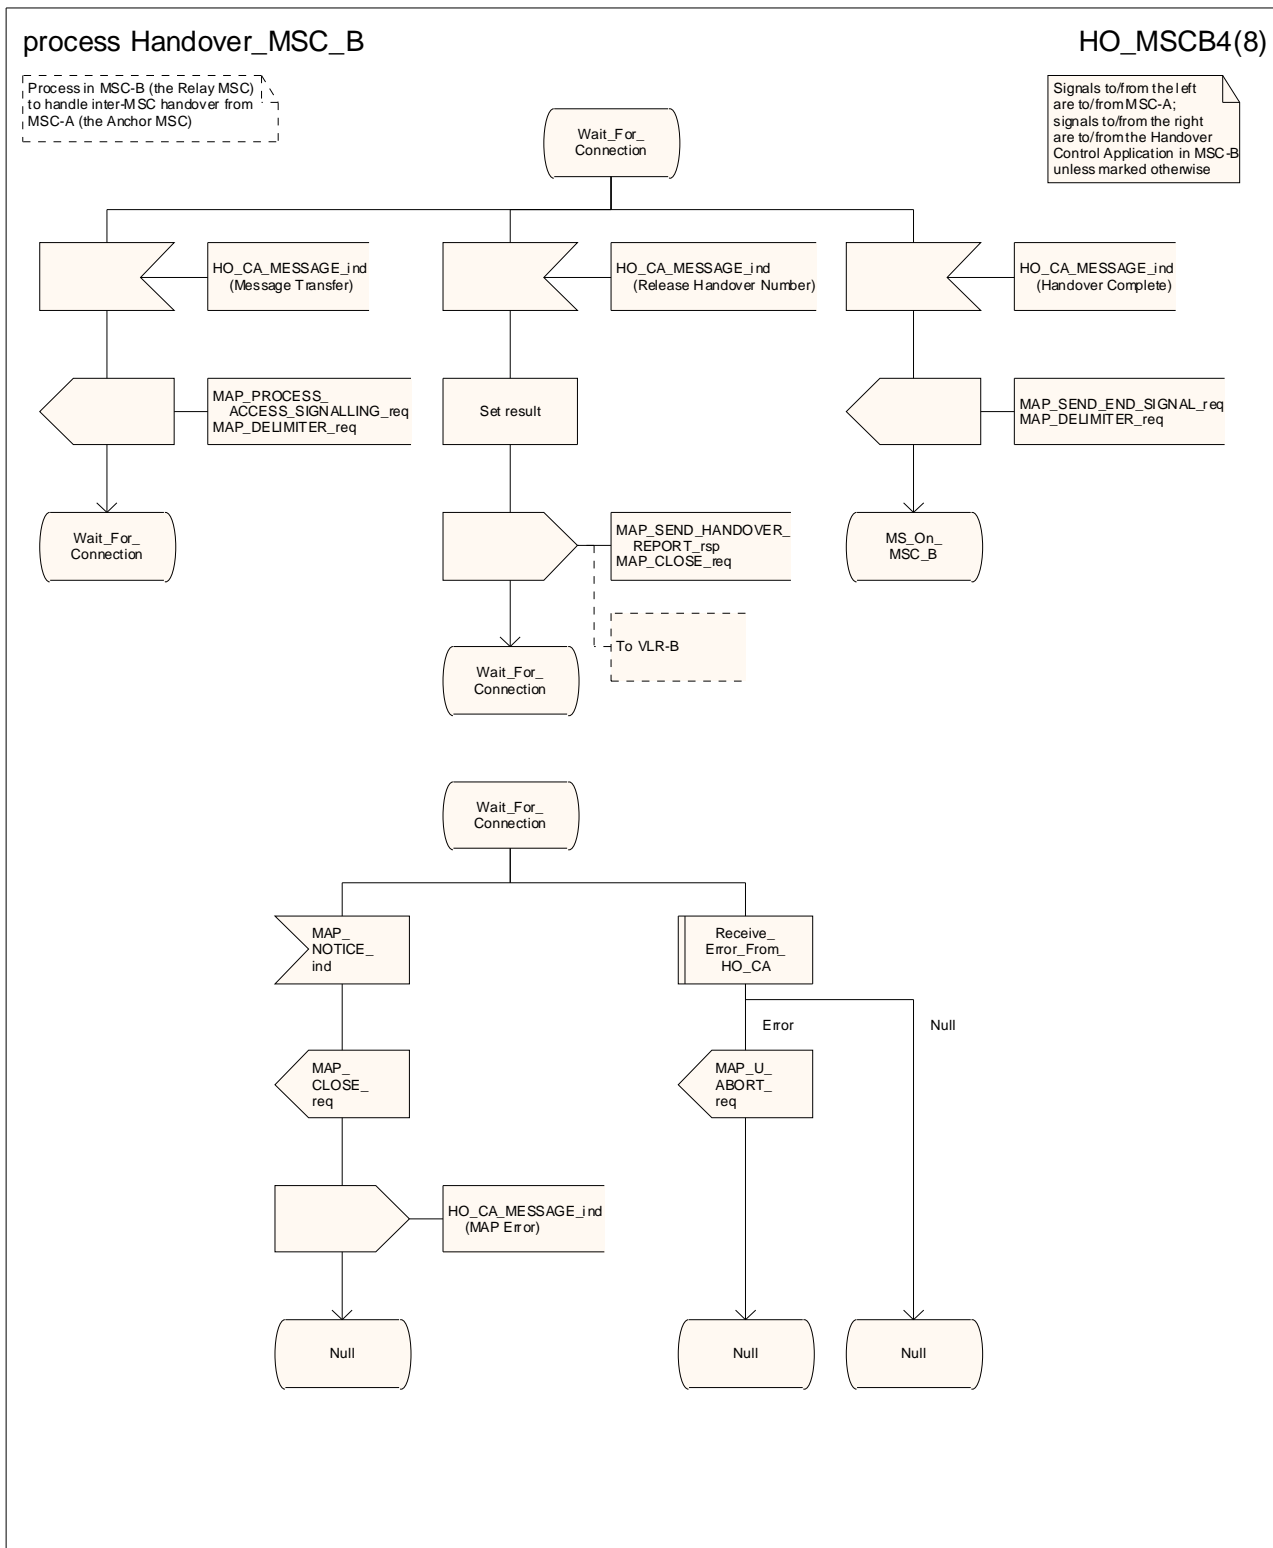 process Handover_MSC_B
HO_MSCB4(8)
Process in MSC-B (the Relay MSC)
to handle inter-MSC handover from
MSC-A (the Anchor MSC)
Signals to/from the left
are to/from MSC-A;
signals to/from the right
are to/from the Handover
Control Application in MSC-B
unless marked otherwise
Wait_For_
Connection
HO_CA_MESSAGE_ind
(Message Transfer)
HO_CA_MESSAGE_ind
(Release Handover Number)
HO_CA_MESSAGE_ind
(Handover Complete)
MAP_PROCESS_
ACCESS_SIGNALLING_req
MAP_DELIMITER_req
Set result
MAP_SEND_END_SIGNAL_req
MAP_DELIMITER_req
Wait_For_
Connection
MAP_SEND_HANDOVER_
REPORT_rsp
MAP_CLOSE_req
MS_On_
MSC_B
To VLR-B
Wait_For_
Connection
Wait_For_
Connection
MAP_
NOTICE_
ind
Receive_
Error_From_
HO_CA
Error
Null
MAP_
CLOSE_
req
MAP_U_
ABORT_
req
HO_CA_MESSAGE_ind
(MAP Error)
Null
Null
Null